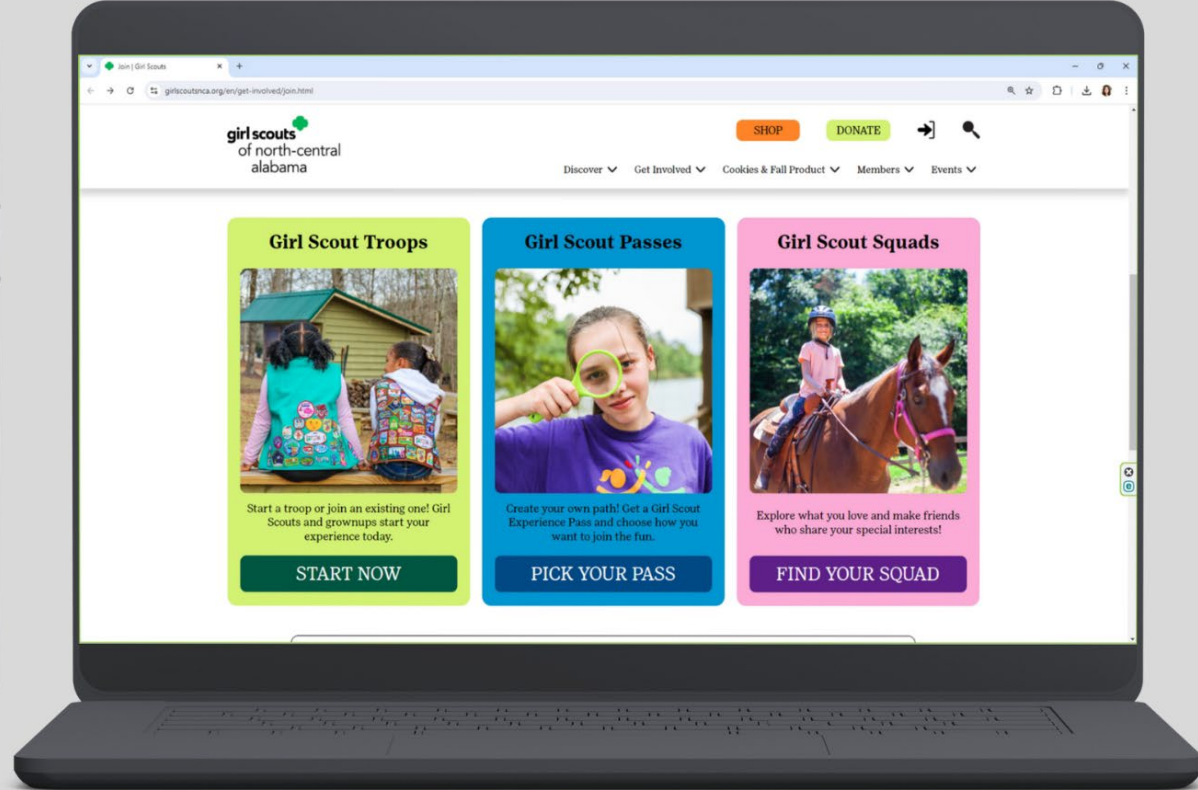 Join | Girl Scouts
girlscoutsnca.org/en/get-involved/join.html
girl scouts
of north-central
alabama
SHOP
DONATE
Discover
Get Involved
Cookies & Fall Product
Members
Events
Girl Scout Troops
Start a troop or join an existing one! Girl
Scouts and grownups start your
experience today.
START NOW
Girl Scout Passes
Create your own path! Get a Girl Scout
Experience Pass and choose how you
want to join the fun.
PICK YOUR PASS
Girl Scout Squads
Explore what you love and make friends
who share your special interests!
FIND YOUR SQUAD